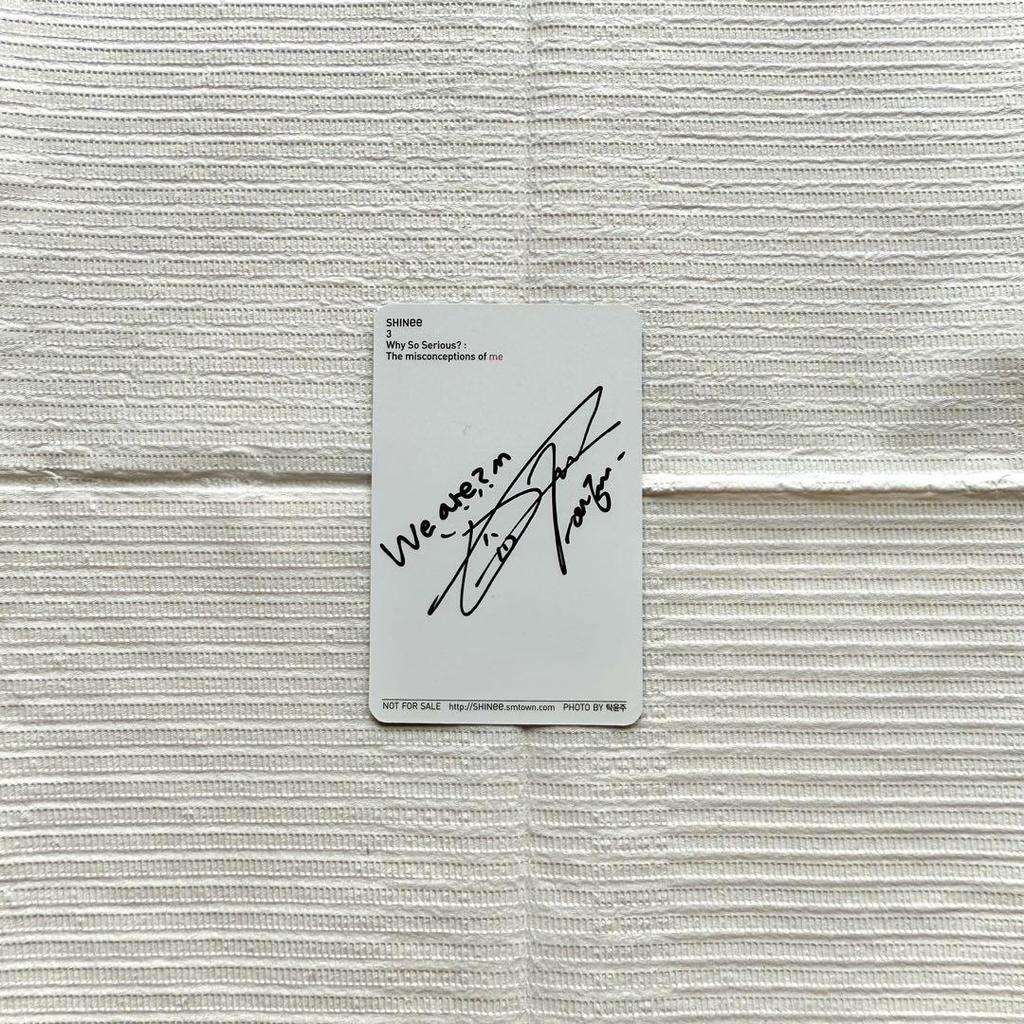 SHINee
3
Why So Serious? :
The misconceptions of me
We are
NOT FOR SALE http://SHINee.smtown.com PHOTO BY 탁윤주